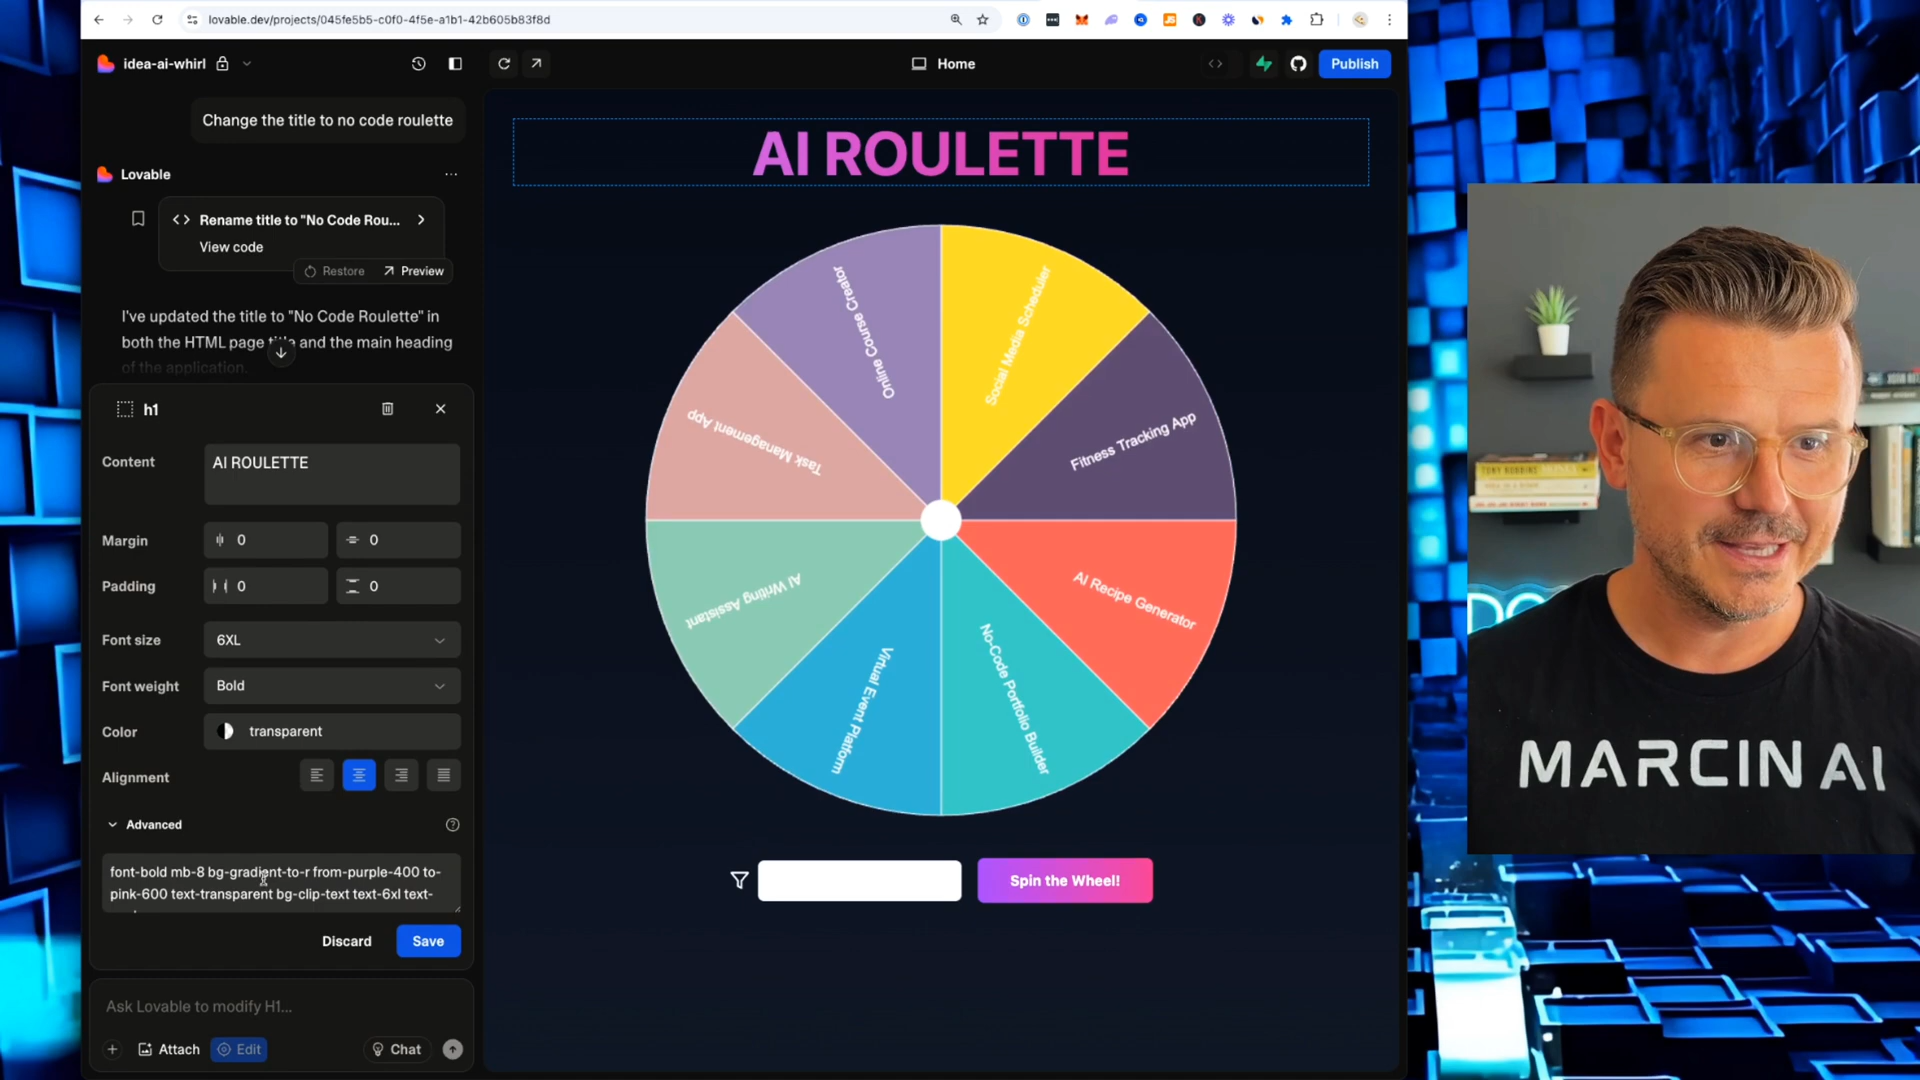 lovable.dev/projects/045fe5b5-c0f0-4f5e-a1b1-42b605b83f8d
idea-ai-whirl
Home
Publish
Change the title to no code roulette
Lovable
Rename title to "No Code Rou...
View code
Restore
Preview
I've updated the title to "No Code Roulette" in
both the HTML page title and the main heading
of the application.
h1
Content
AI ROULETTE
Margin
0
0
Padding
0
0
Font size
6XL
Font weight
Bold
Color
transparent
Alignment
Advanced
font-bold mb-8 bg-gradient-to-r from-purple-400 to-
pink-600 text-transparent bg-clip-text text-6xl text-
Discard
Save
Ask Lovable to modify H1...
Attach
Edit
Chat
AI ROULETTE
Online Course Creator
Social Media Scheduler
Fitness Tracking App
AI Recipe Generator
No-Code Portfolio Builder
Virtual Event Platform
AI Writing Assistant
Task Management App
Spin the Wheel!
TONY ROBBINS
MARCIN AI